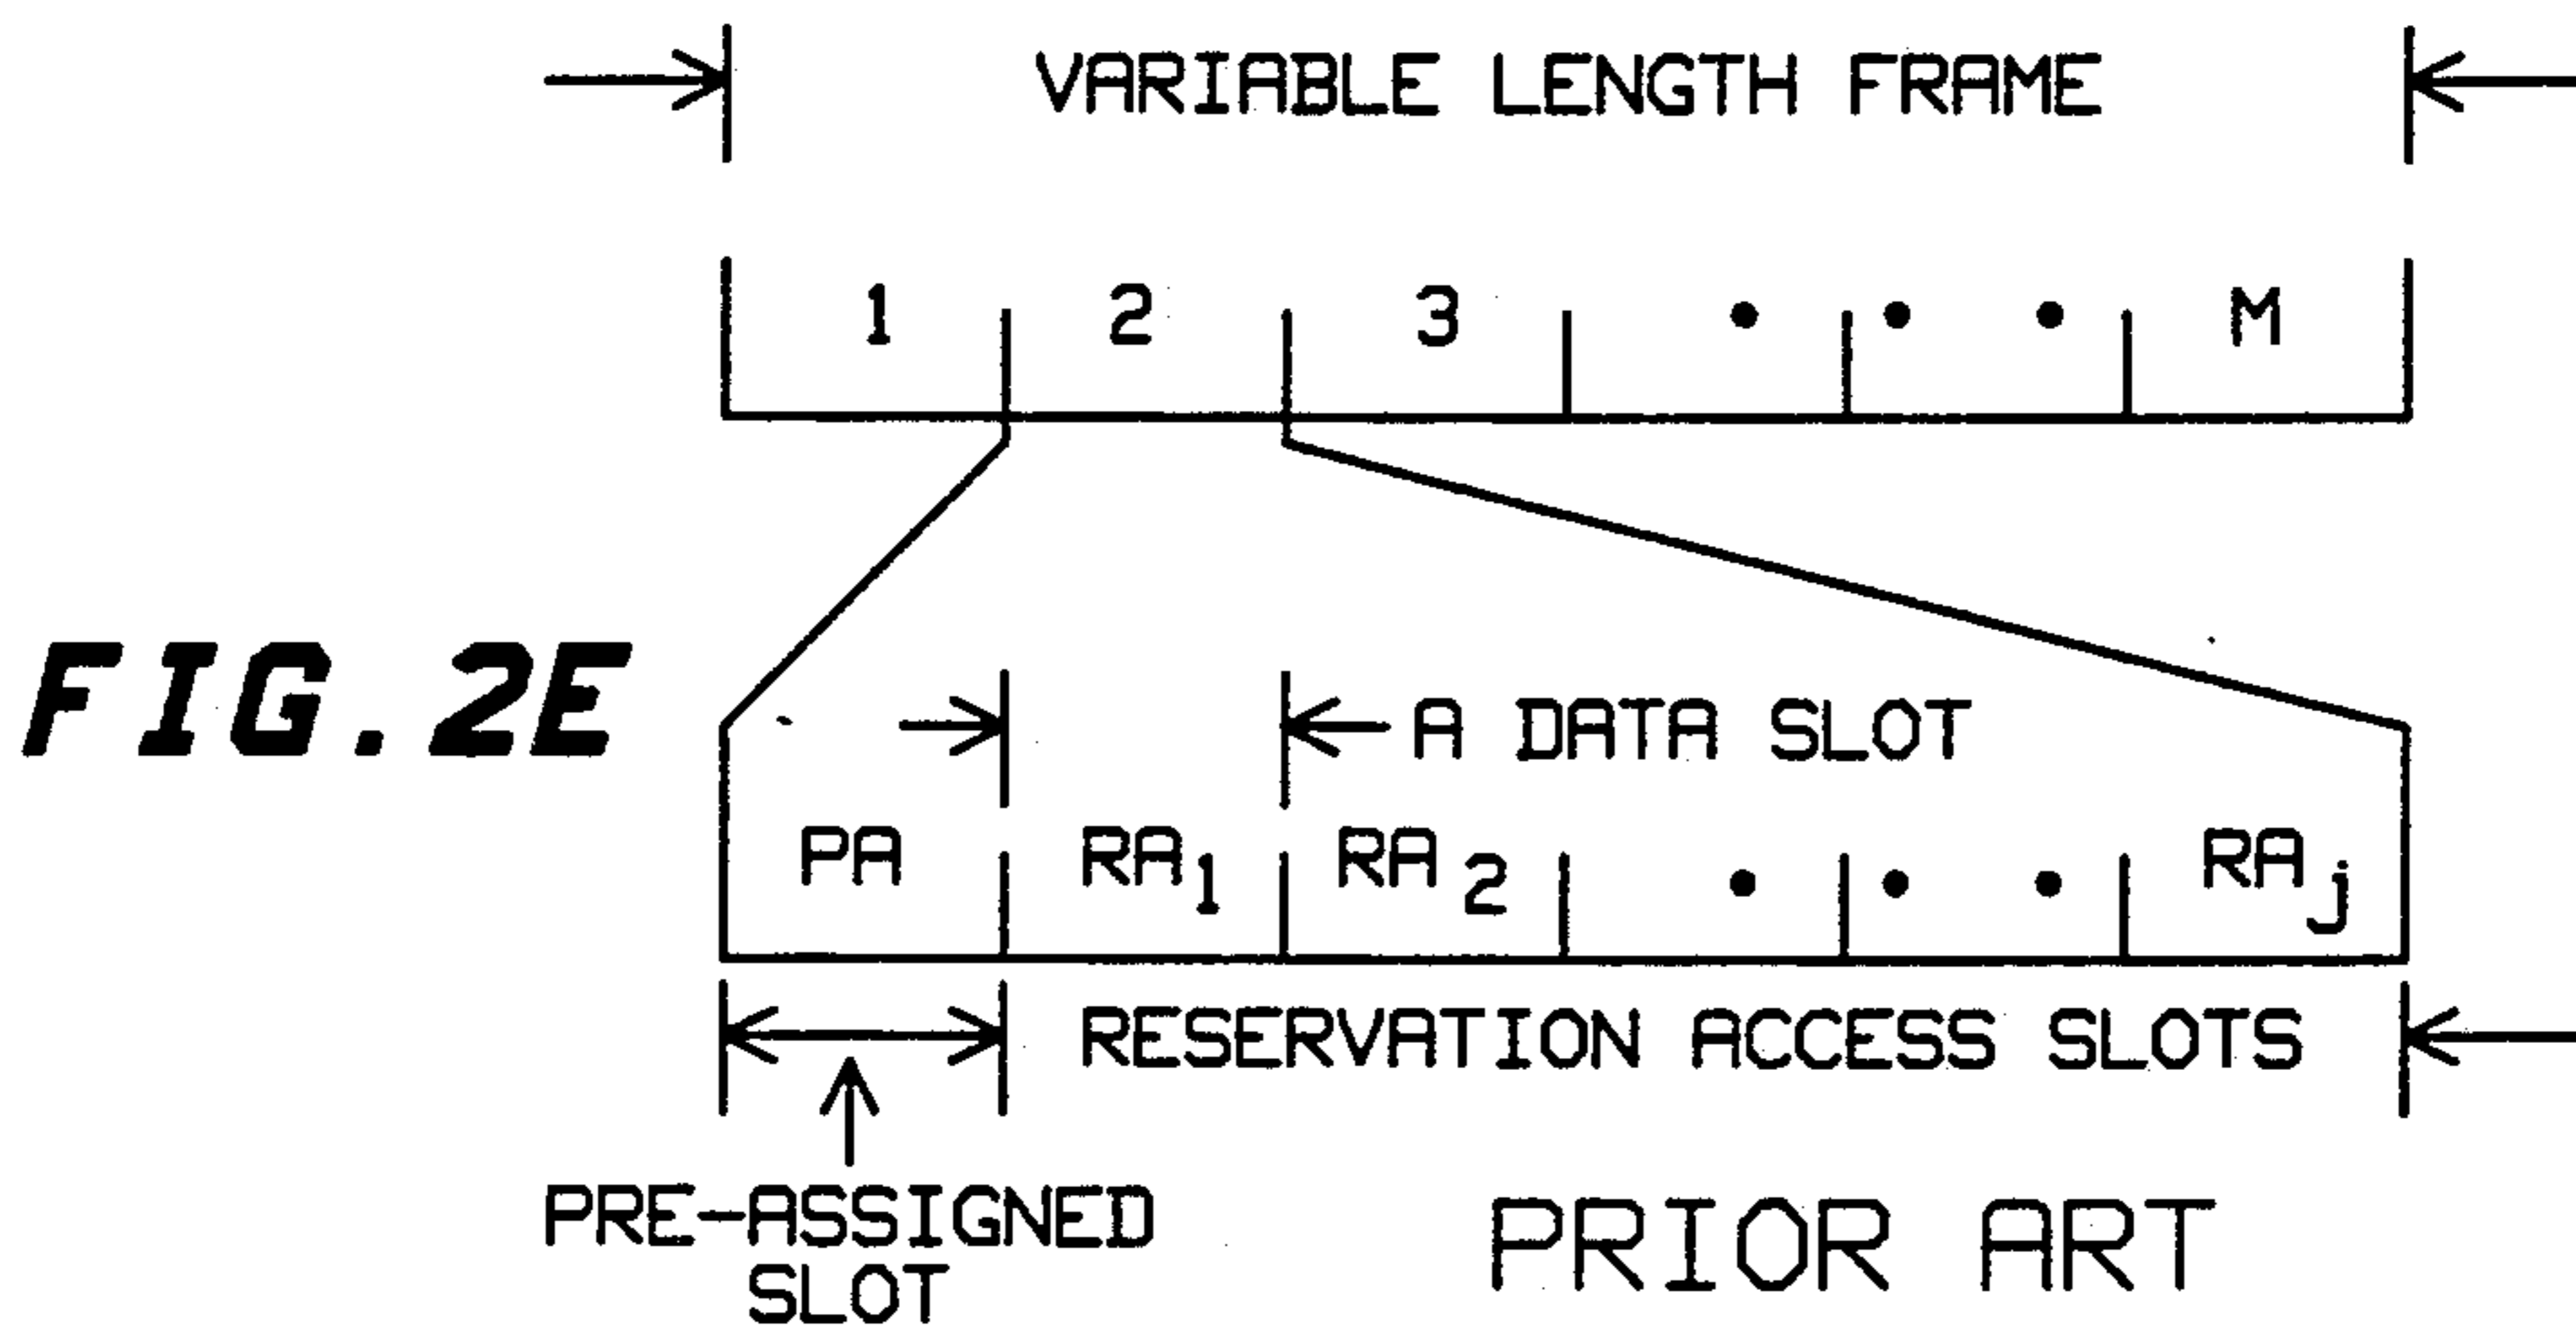 VARIABLE LENGTH FRAME
1 2 3 • • • M
FIG. 2E
A DATA SLOT
PA RA1 RA2 • • • RAj
RESERVATION ACCESS SLOTS
PRE-ASSIGNED
SLOT
PRIOR ART